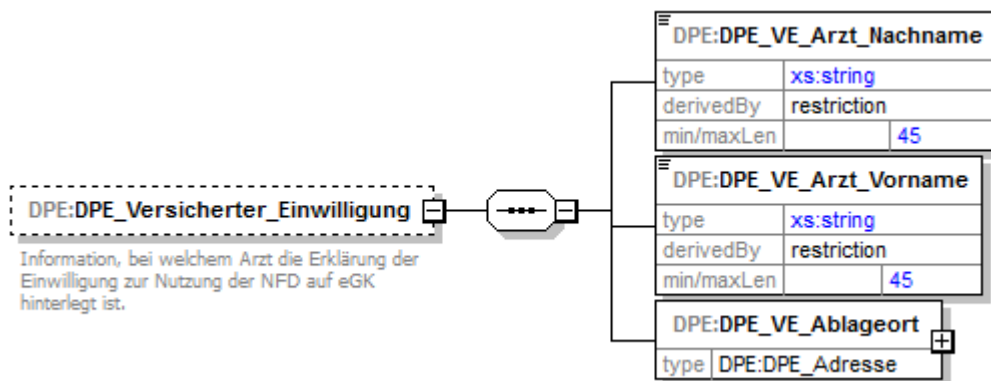 DPE:DPE_VE_Arzt_Nachname
type xs:string
derivedBy restriction
min/maxLen 45
DPE:DPE_VE_Arzt_Vorname
type xs:string
derivedBy restriction
min/maxLen 45
DPE:DPE_Versicherter_Einwilligung
Information, bei welchem Arzt die Erklärung der
Einwilligung zur Nutzung der NFD auf eGK
hinterlegt ist.
DPE:DPE_VE_Ablageort
type DPE:DPE_Adresse